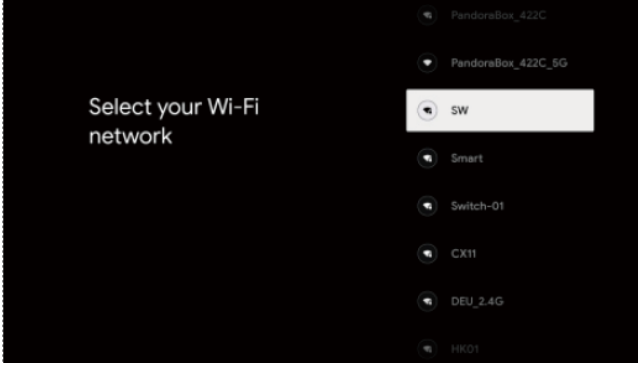 Select your Wi-Fi
network
PandoraBox_422C
PandoraBox_422C_5G
SW
Smart
Switch-01
CX11
DEU_2.4G
HK01